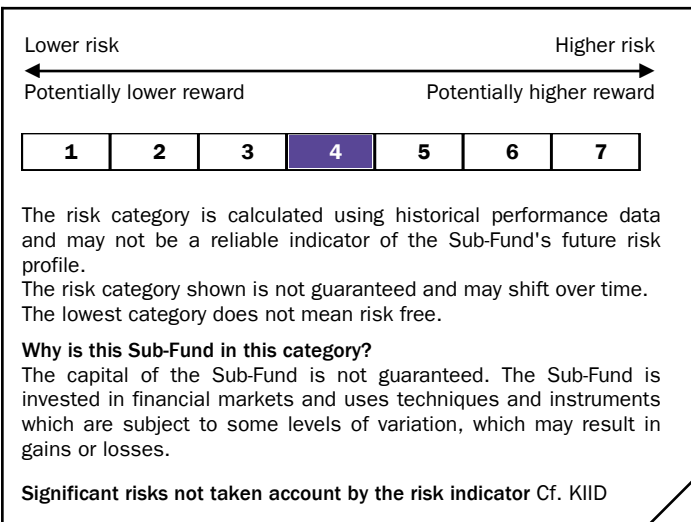 Lower risk Higher risk
Potentially lower reward Potentially higher reward
1 2 3 4 5 6 7
The risk category is calculated using historical performance data
and may not be a reliable indicator of the Sub-Fund's future risk
profile.
The risk category shown is not guaranteed and may shift over time.
The lowest category does not mean risk free.
Why is this Sub-Fund in this category?
The capital of the Sub-Fund is not guaranteed. The Sub-Fund is
invested in financial markets and uses techniques and instruments
which are subject to some levels of variation, which may result in
gains or losses.
Significant risks not taken account by the risk indicator Cf. KIID